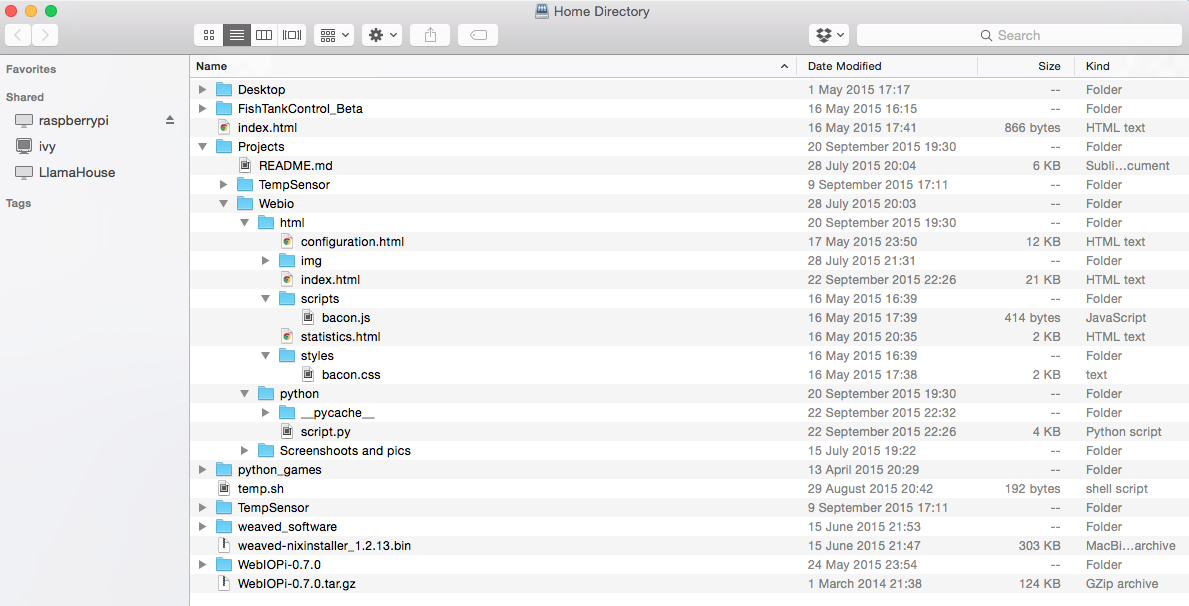 Home Directory
Search
Favorites
Shared
raspberrypi
ivy
LlamaHouse
Tags
Name Date Modified Size Kind
Desktop 1 May 2015 17:17 -- Folder
FishTankControl_Beta 16 May 2015 16:15 -- Folder
index.html 16 May 2015 17:41 866 bytes HTML text
Projects 20 September 2015 19:30 -- Folder
README.md 28 July 2015 20:04 6 KB Subli...cument
TempSensor 9 September 2015 17:11 -- Folder
Webio 28 July 2015 20:03 -- Folder
html 20 September 2015 19:30 -- Folder
configuration.html 17 May 2015 23:50 12 KB HTML text
img 28 July 2015 21:31 -- Folder
index.html 22 September 2015 22:26 21 KB HTML text
scripts 16 May 2015 16:39 -- Folder
bacon.js 16 May 2015 17:39 414 bytes JavaScript
statistics.html 16 May 2015 20:35 2 KB HTML text
styles 16 May 2015 16:39 -- Folder
bacon.css 16 May 2015 17:38 2 KB text
python 20 September 2015 19:30 -- Folder
__pycache__ 22 September 2015 22:32 -- Folder
script.py 22 September 2015 22:26 4 KB Python script
Screenshoots and pics 15 July 2015 19:22 -- Folder
python_games 13 April 2015 20:29 -- Folder
temp.sh 29 August 2015 20:42 192 bytes shell script
TempSensor 9 September 2015 17:11 -- Folder
weaved_software 15 June 2015 21:53 -- Folder
weaved-nixinstaller_1.2.13.bin 15 June 2015 21:47 303 KB MacBi...archive
WebIOPi-0.7.0 24 May 2015 23:54 -- Folder
WebIOPi-0.7.0.tar.gz 1 March 2014 21:38 124 KB GZip archive